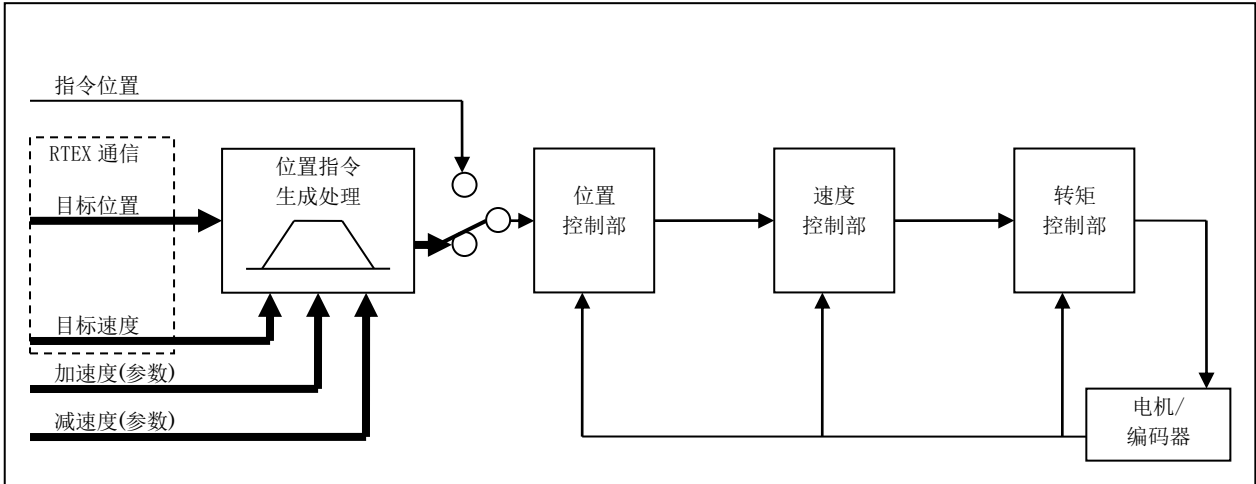 指令位置
RTEX 通信
目标位置
目标速度
加速度(参数)
减速度(参数)
位置指令
生成处理
位置
控制部
速度
控制部
转矩
控制部
电机/
编码器